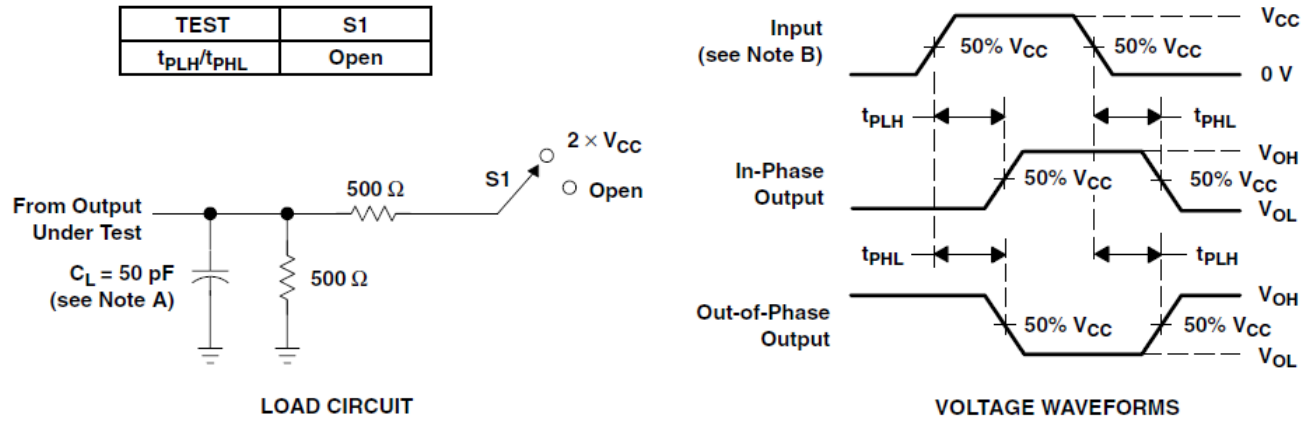 TEST S1
tPLH/tPHL Open
2 × VCC
S1
Open
500 Ω
From Output
Under Test
CL = 50 pF
(see Note A)
500 Ω
LOAD CIRCUIT
Input
(see Note B)
50% VCC
50% VCC
VCC
0 V
tPLH
tPHL
In-Phase
Output
50% VCC
50% VCC
VOH
VOL
tPHL
tPLH
Out-of-Phase
Output
50% VCC
50% VCC
VOH
VOL
VOLTAGE WAVEFORMS